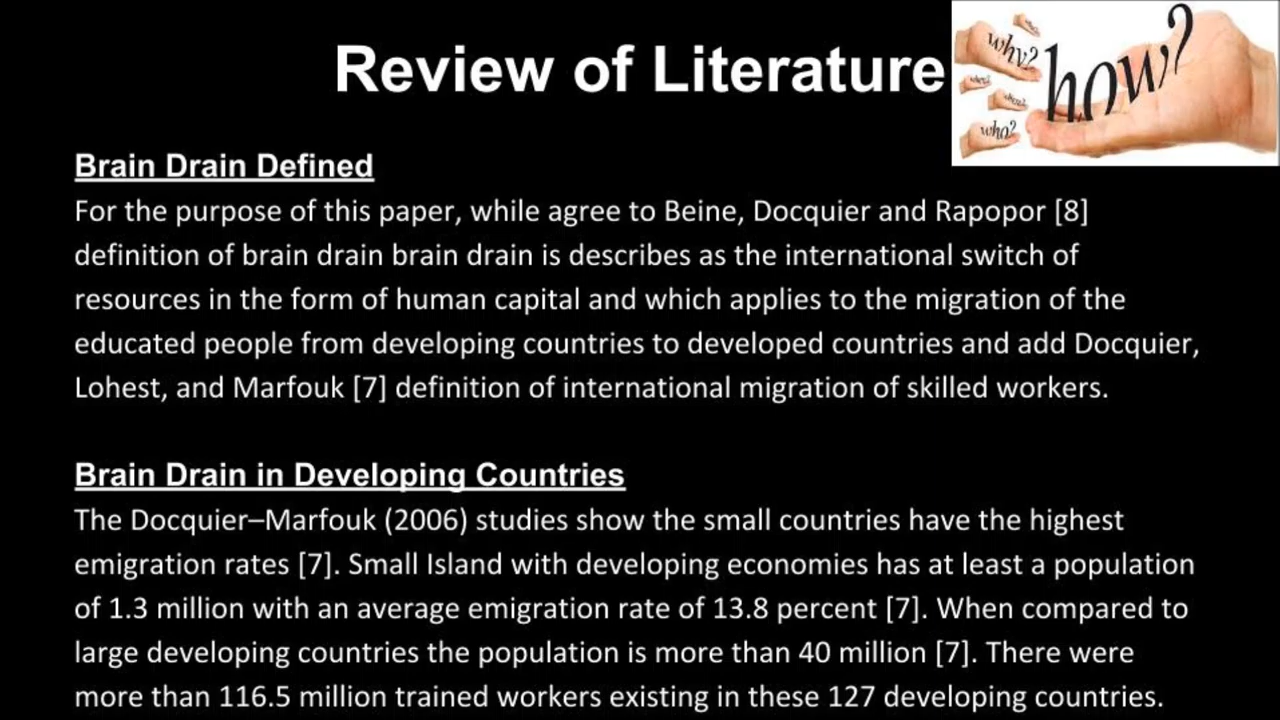 Review of Literature
why?
how?
who?
Brain Drain Defined
For the purpose of this paper, while agree to Beine, Docquier and Rapopor [8]
definition of brain drain brain drain is describes as the international switch of
resources in the form of human capital and which applies to the migration of the
educated people from developing countries to developed countries and add Docquier,
Lohest, and Marfouk [7] definition of international migration of skilled workers.
Brain Drain in Developing Countries
The Docquier–Marfouk (2006) studies show the small countries have the highest
emigration rates [7]. Small Island with developing economies has at least a population
of 1.3 million with an average emigration rate of 13.8 percent [7]. When compared to
large developing countries the population is more than 40 million [7]. There were
more than 116.5 million trained workers existing in these 127 developing countries.